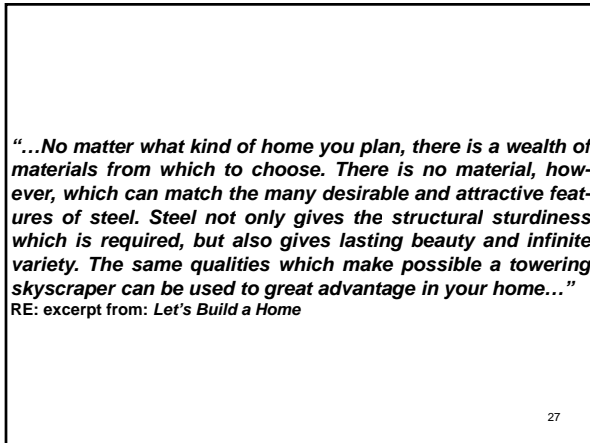 “…No matter what kind of home you plan, there is a wealth of
materials from which to choose. There is no material, how-
ever, which can match the many desirable and attractive feat-
ures of steel. Steel not only gives the structural sturdiness
which is required, but also gives lasting beauty and infinite
variety. The same qualities which make possible a towering
skyscraper can be used to great advantage in your home…”
RE: excerpt from: Let’s Build a Home
27